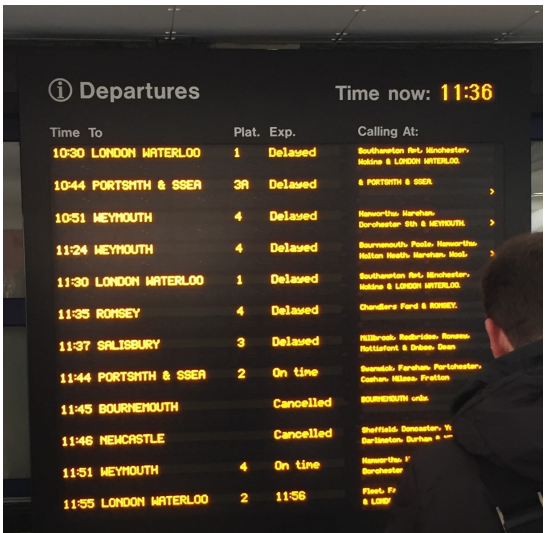 Departures
Time now: 11:36
Time To Plat. Exp. Calling At:
10:30 LONDON WATERLOO 1 Delayed Southampton Apt, Winchester,
Woking & LONDON WATERLOO.
10:44 PORTSMTH & SSEA 3A Delayed & PORTSMTH & SSEA. >
10:51 WEYMOUTH 4 Delayed Hamworthy, Wareham,
Dorchester Sth & WEYMOUTH. >
11:24 WEYMOUTH 4 Delayed Bournemouth, Poole, Hamworthy,
Holton Heath, Wareham, Wool, >
11:30 LONDON WATERLOO 1 Delayed Southampton Apt, Winchester,
Woking & LONDON WATERLOO.
11:35 ROMSEY 4 Delayed Chandlers Ford & ROMSEY.
11:37 SALISBURY 3 Delayed Millbrook, Redbridge, Romsey,
Mottisfont & Dnbee, Dean
11:44 PORTSMTH & SSEA 2 On time Swanwick, Fareham, Portchester,
Cosham, Hilsea, Fratton
11:45 BOURNEMOUTH Cancelled BOURNEMOUTH only.
11:46 NEWCASTLE Cancelled Sheffield, Doncaster,
Darlington, Durham &
11:51 WEYMOUTH 4 On time Hamworthy,
Dorchester
11:55 LONDON WATERLOO 2 11:56 Fleet,
& LOND